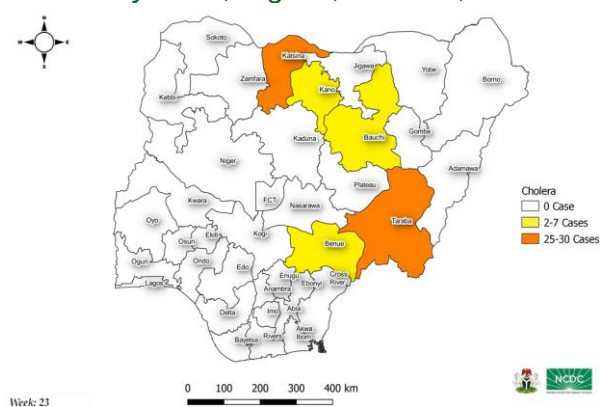 N
W
E
S
Sokoto
Katsina
Jigawa
Yobe
Borno
Zamfara
Kano
Kebbi
Kaduna
Bauchi
Gombe
Adamawa
Niger
Plateau
Kwara
FCT
Nasarawa
Taraba
Oyo
Ekiti
Kogi
Benue
Osun
Ogun
Ondo
Edo
Enugu
Cross
River
Lagos
Anambra
Ebonyi
Delta
Imo
Abia
Akwa
Ibom
Bayelsa
Rivers
Cholera
0 Case
2-7 Cases
25-30 Cases
Week: 23
0 100 200 300 400 km
NCDC